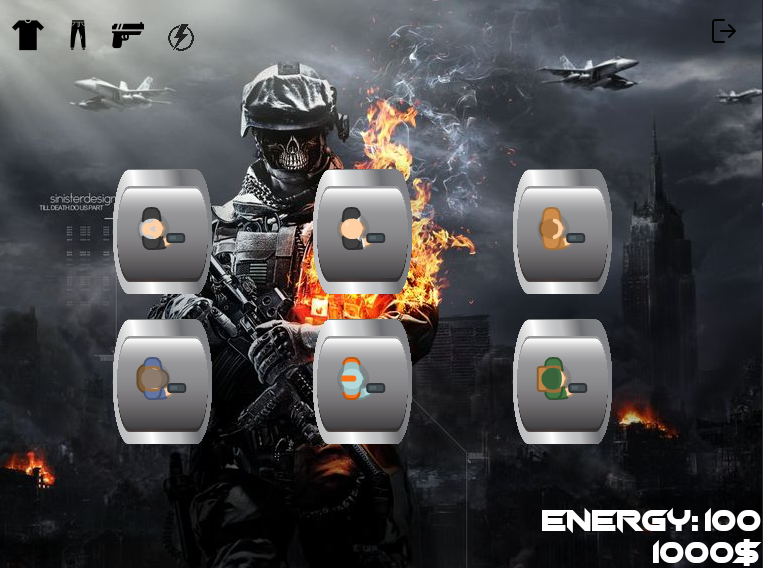 sinisterdesign
TILL DEATH DO US PART
ENERGY:100
1000$